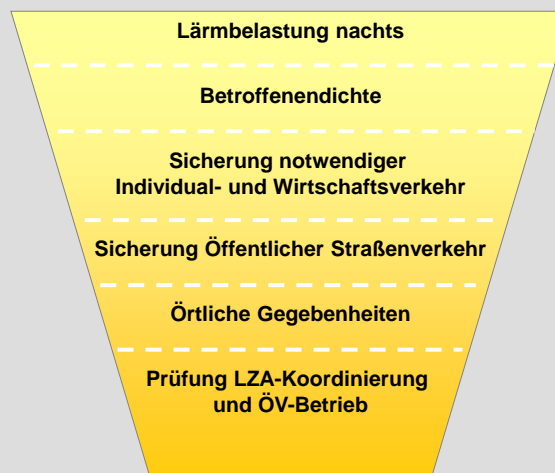 Lärmbelastung nachts
Betroffenendichte
Sicherung notwendiger
Individual- und Wirtschaftsverkehr
Sicherung Öffentlicher Straßenverkehr
Örtliche Gegebenheiten
Prüfung LZA-Koordinierung
und ÖV-Betrieb